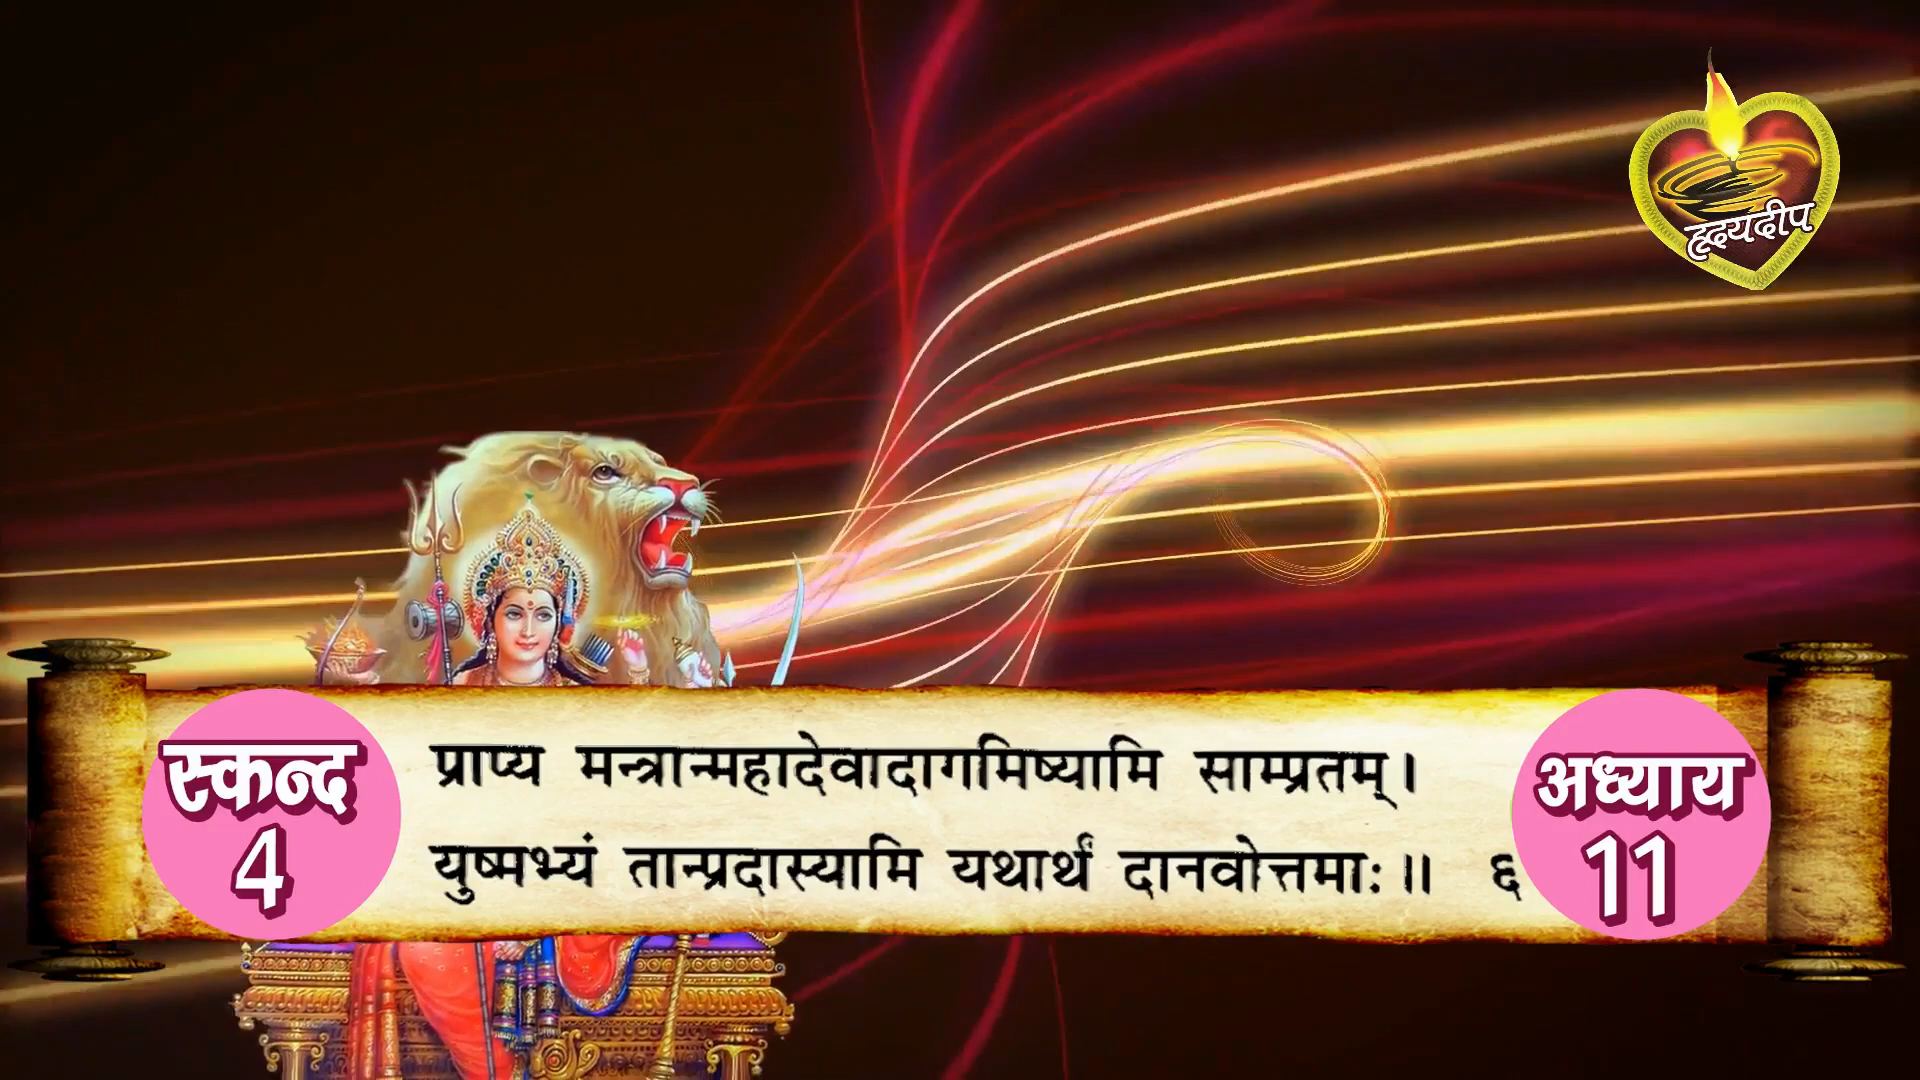 हृदयदीप
स्कन्द
4
प्राप्य मन्त्रान्महादेवादागमिष्यामि साम्प्रतम्।
युष्मभ्यं तान्प्रदास्यामि यथार्थं दानवोत्तमाः॥ ६
अध्याय
11